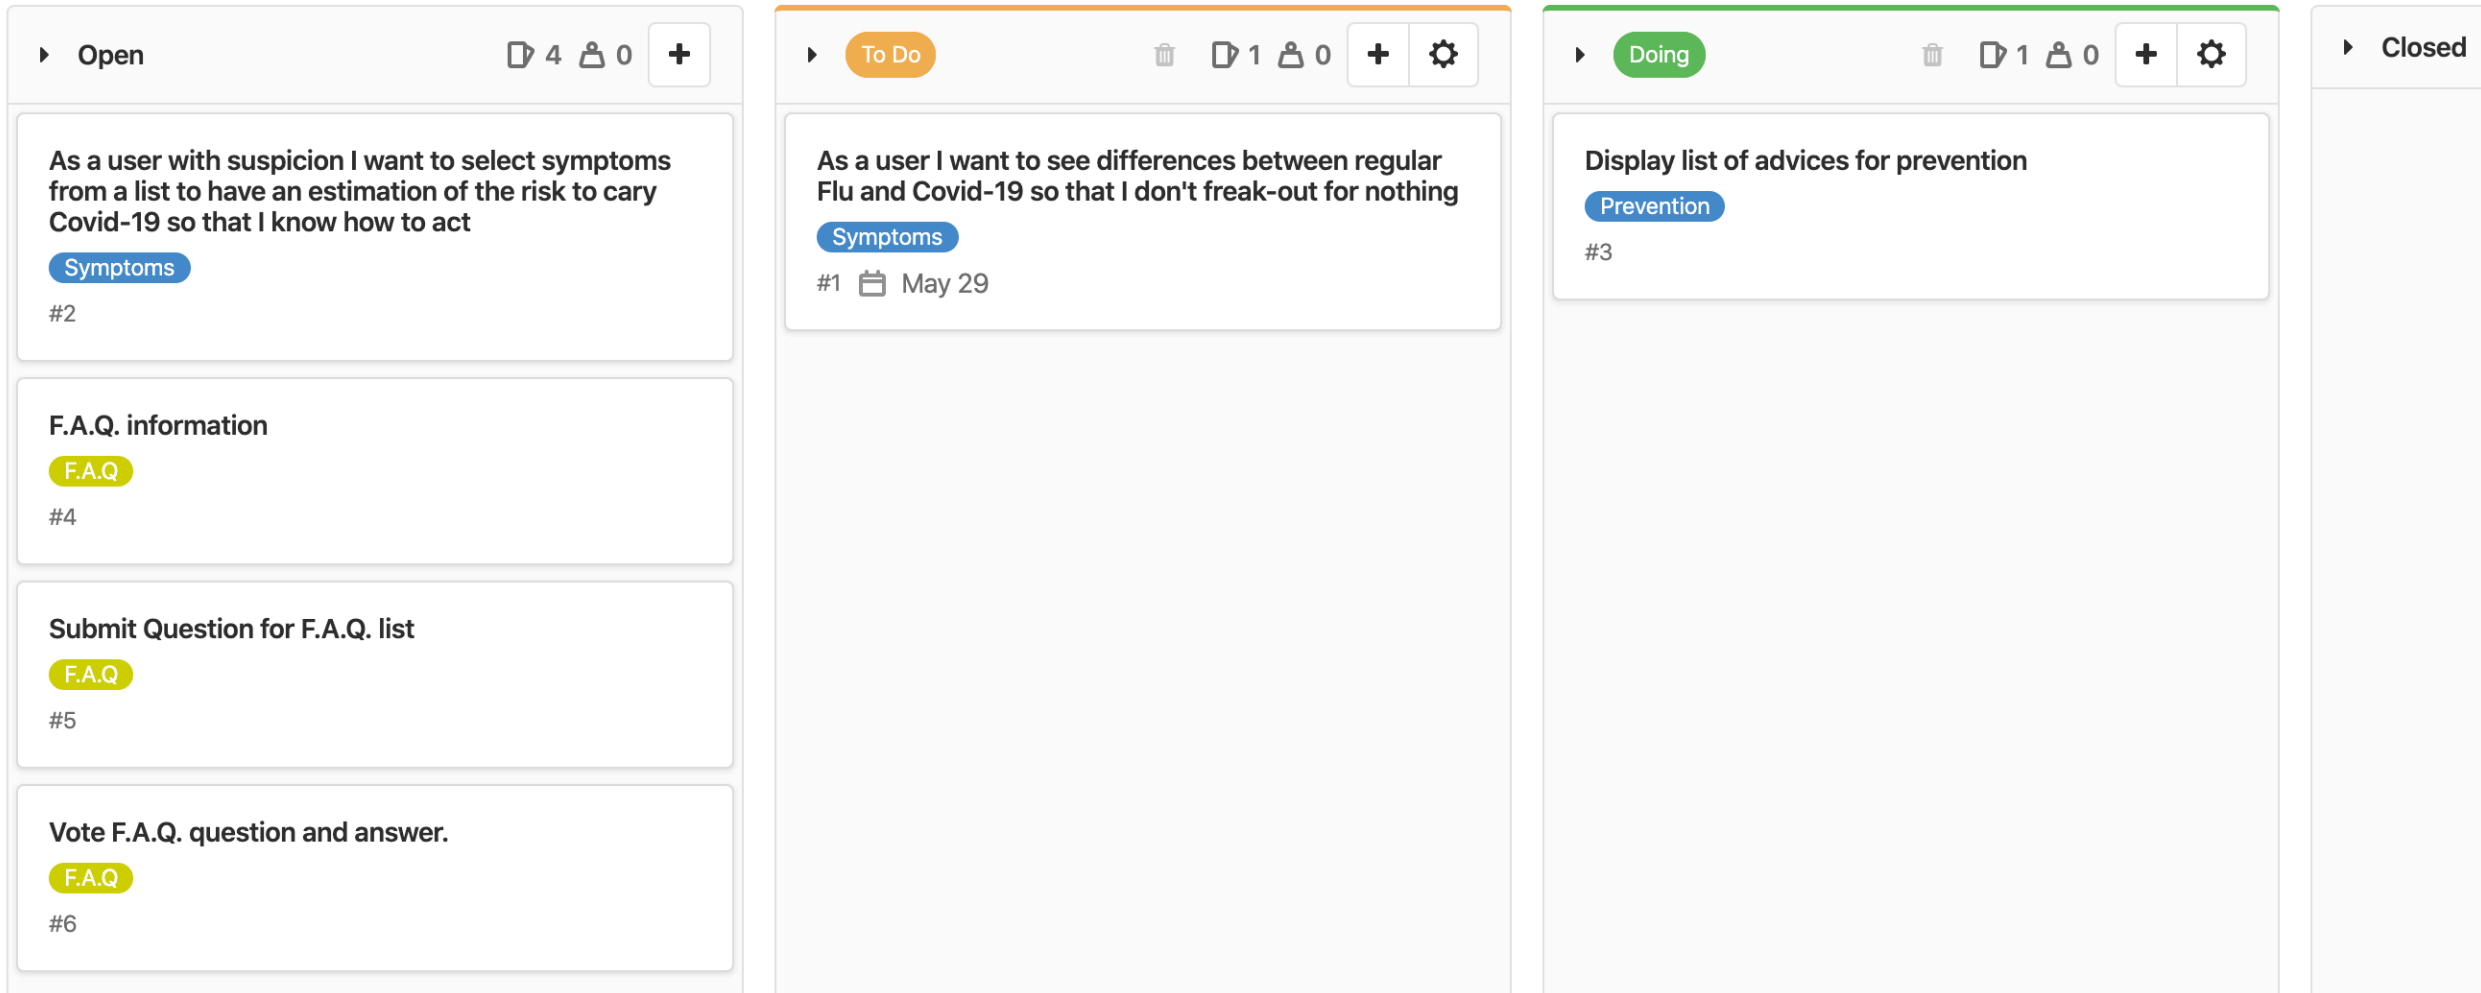 Open 4 0
As a user with suspicion I want to select symptoms
from a list to have an estimation of the risk to cary
Covid-19 so that I know how to act
Symptoms
#2
F.A.Q. information
F.A.Q
#4
Submit Question for F.A.Q. list
F.A.Q
#5
Vote F.A.Q. question and answer.
F.A.Q
#6
To Do 1 0
As a user I want to see differences between regular
Flu and Covid-19 so that I don't freak-out for nothing
Symptoms
#1 May 29
Doing 1 0
Display list of advices for prevention
Prevention
#3
Closed